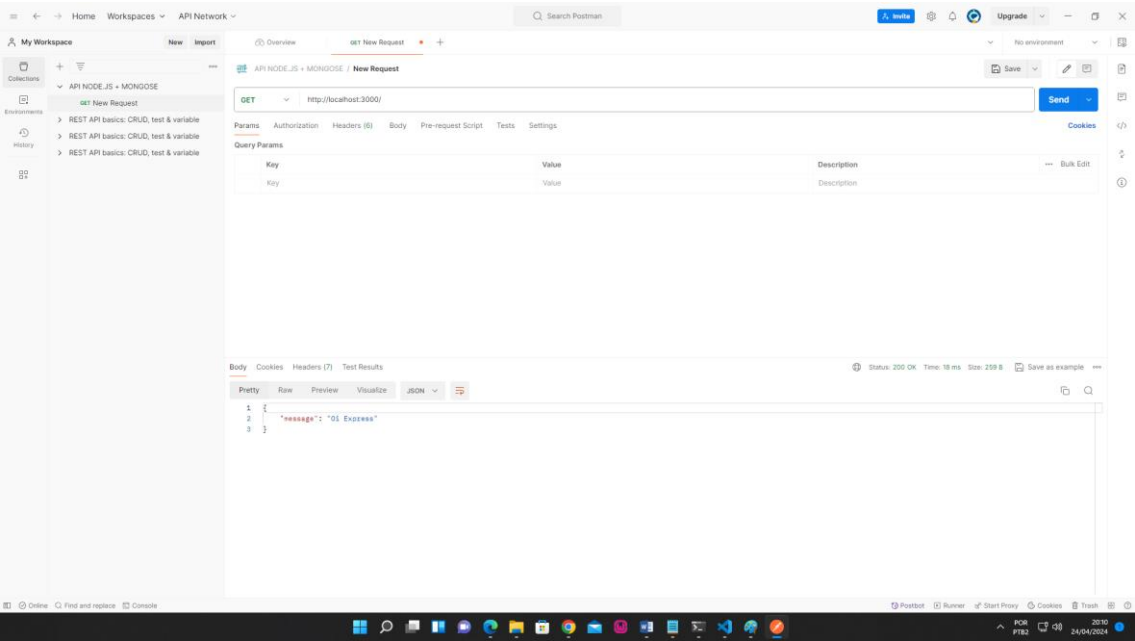 Home Workspaces API Network Search Postman Invite Upgrade
My Workspace New Import Overview GET New Request No environment
Collections
Environments
History
API NODE.JS + MONGOSE
GET New Request
REST API basics: CRUD, test & variable
REST API basics: CRUD, test & variable
REST API basics: CRUD, test & variable
API NODE.JS + MONGOSE / New Request Save
GET http://localhost:3000/ Send
Params Authorization Headers (6) Body Pre-request Script Tests Settings Cookies
Query Params
Key Value Description Bulk Edit
Key Value Description
Body Cookies Headers (7) Test Results Status: 200 OK Time: 18 ms Size: 259 B Save as example
Pretty Raw Preview Visualize JSON
1 {
2 "message": "Oi Express"
3 }
Online Find and replace Console Postbot Runner Start Proxy Cookies Trash
POR 20:10
PTB2 24/04/2024